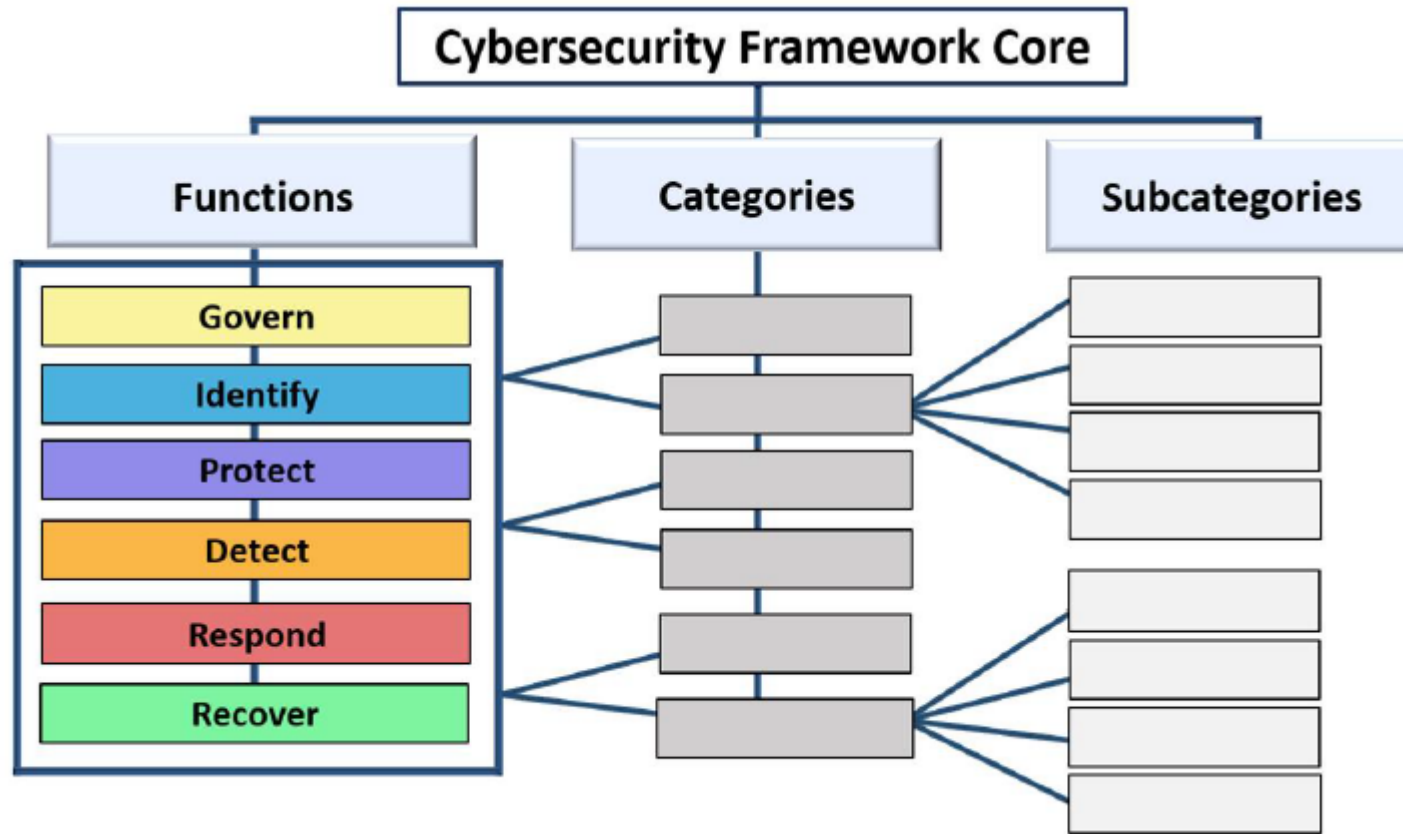 Cybersecurity Framework Core
Functions
Categories
Subcategories
Govern
Identify
Protect
Detect
Respond
Recover